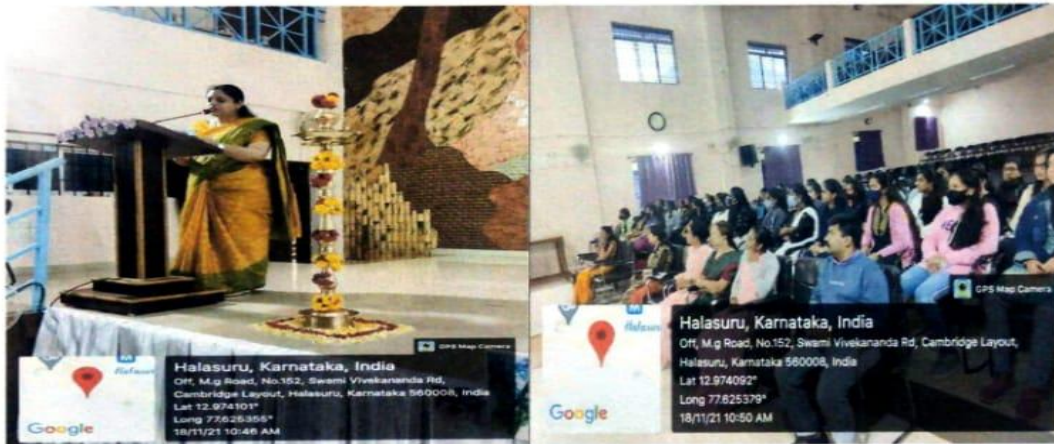 GPS Map Camera
Halasuru, Karnataka, India
Off, M.g Road, No.152, Swami Vivekananda Rd,
Cambridge Layout, Halasuru, Karnataka 560008, India
Lat 12.974101°
Long 77.625355°
18/11/21 10:46 AM
Google
GPS Map Camera
Halasuru, Karnataka, India
Off, M.g Road, No.152, Swami Vivekananda Rd, Cambridge Layout,
Halasuru, Karnataka 560008, India
Lat 12.974092°
Long 77.625379°
18/11/21 10:50 AM
Google